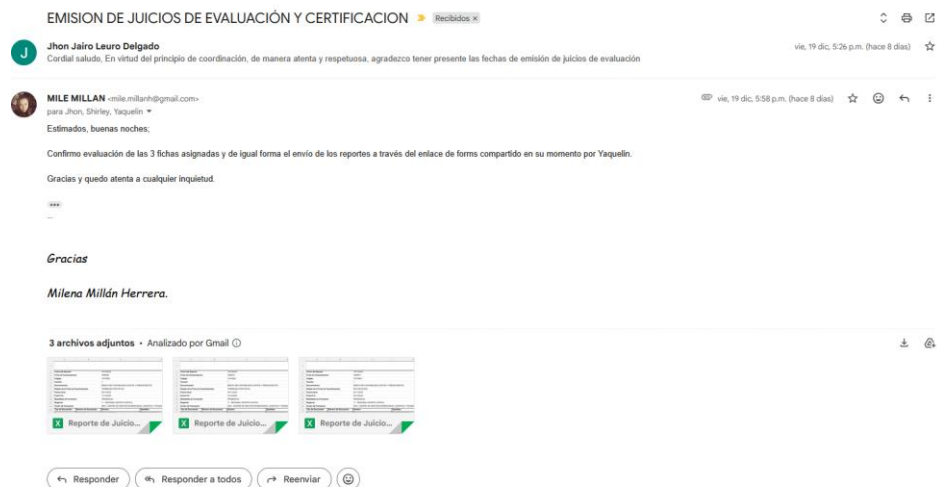 EMISION DE JUICIOS DE EVALUACIÓN Y CERTIFICACION Recibidos ×
J
Jhon Jairo Leuro Delgado
vie, 19 dic, 5:26 p.m. (hace 8 días)
Cordial saludo, En virtud del principio de coordinación, de manera atenta y respetuosa, agradezco tener presente las fechas de emisión de juicios de evaluación
MILE MILLAN <mile.millanh@gmail.com>
vie, 19 dic, 5:58 p.m. (hace 8 días)
para Jhon, Shirley, Yaquelin
Estimados, buenas noches;
Confirmo evaluación de las 3 fichas asignadas y de igual forma el envío de los reportes a través del enlace de forms compartido en su momento por Yaquelin.
Gracias y quedo atenta a cualquier inquietud.
...
--
Gracias
Milena Millán Herrera.
3 archivos adjuntos • Analizado por Gmail
X Reporte de Juicio... X Reporte de Juicio... X Reporte de Juicio...
Responder Responder a todos Reenviar